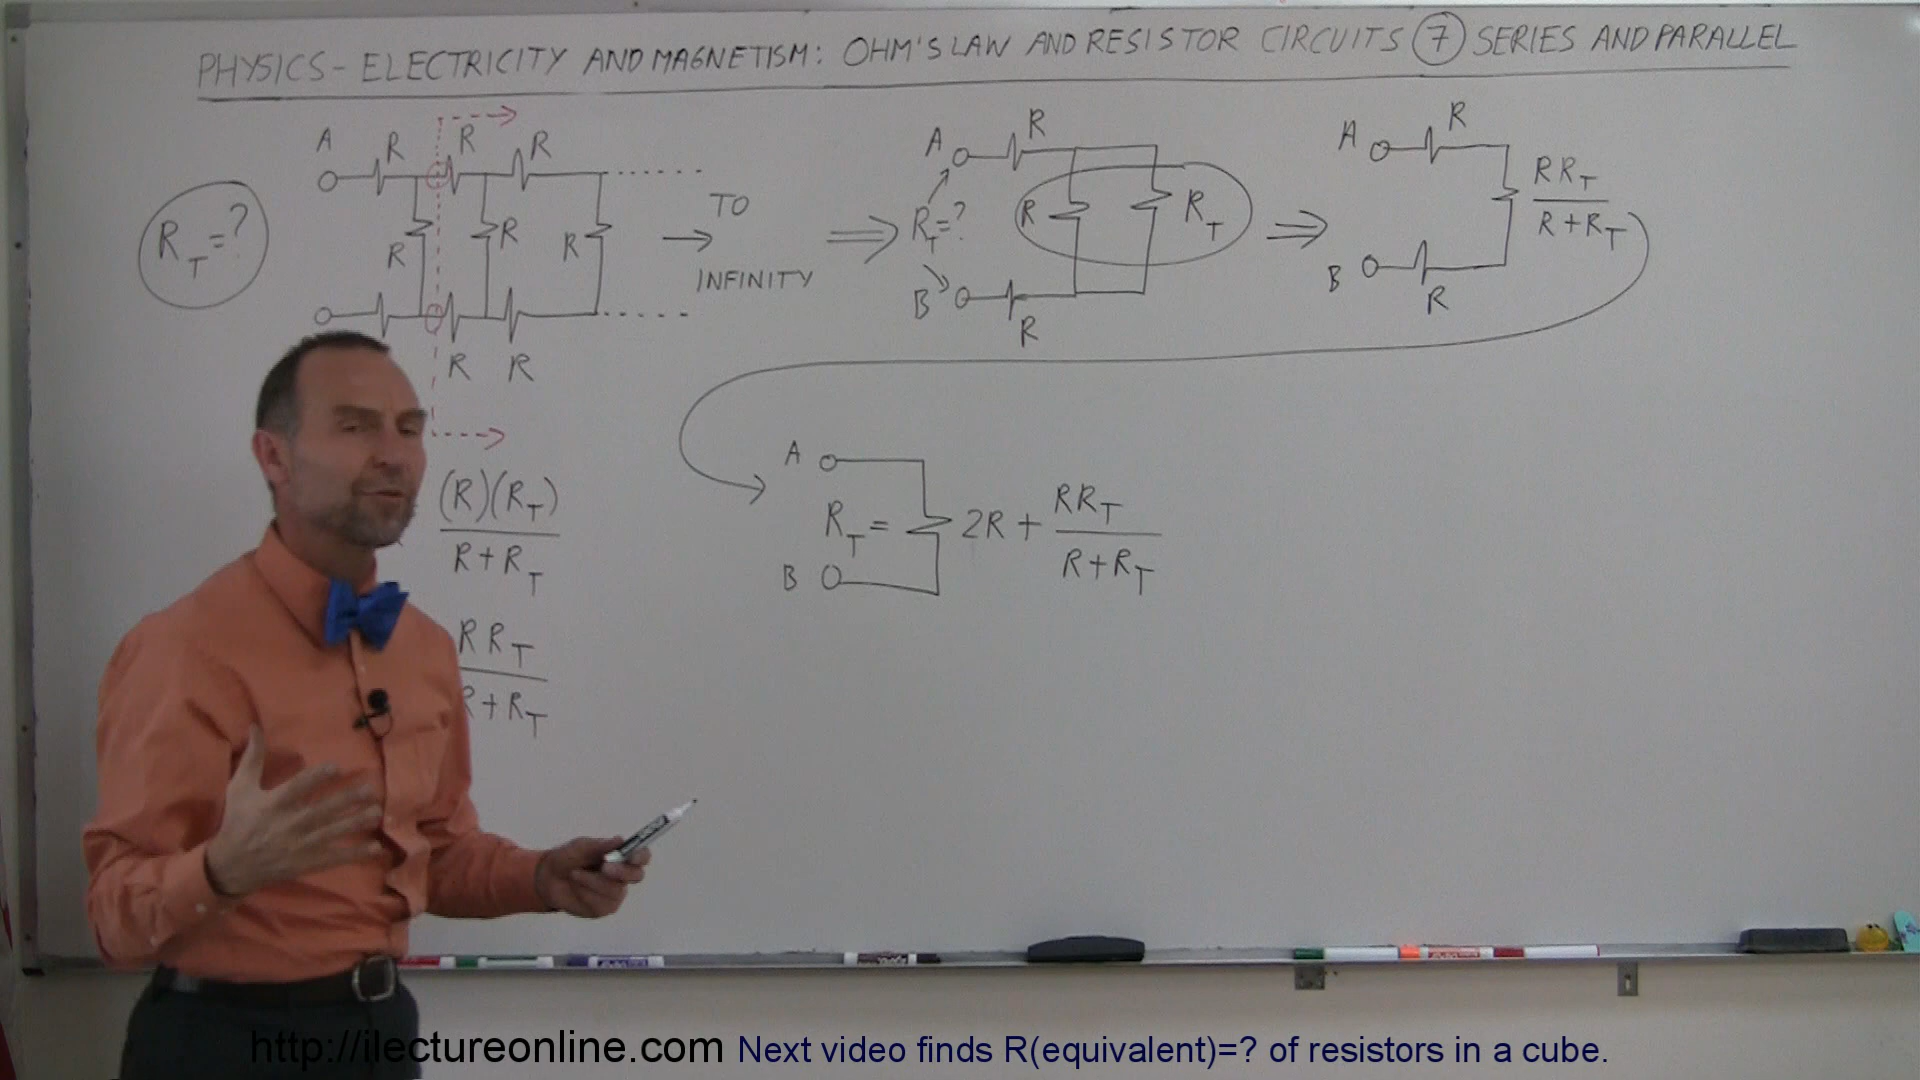 PHYSICS - ELECTRICITY AND MAGNETISM: OHM'S LAW AND RESISTOR CIRCUITS 7 SERIES AND PARALLEL
A R R R
R_T = ?
R R R
→ TO INFINITY
R R
⇒
A R
R_T = ?
R R_T
B R
⇒
A R
RR_T / R+R_T
B R
(R)(R_T) / R+R_T
RR_T / R+R_T
A
R_T = 2R + RR_T / R+R_T
B
http://ilectureonline.com Next video finds R(equivalent)=? of resistors in a cube.